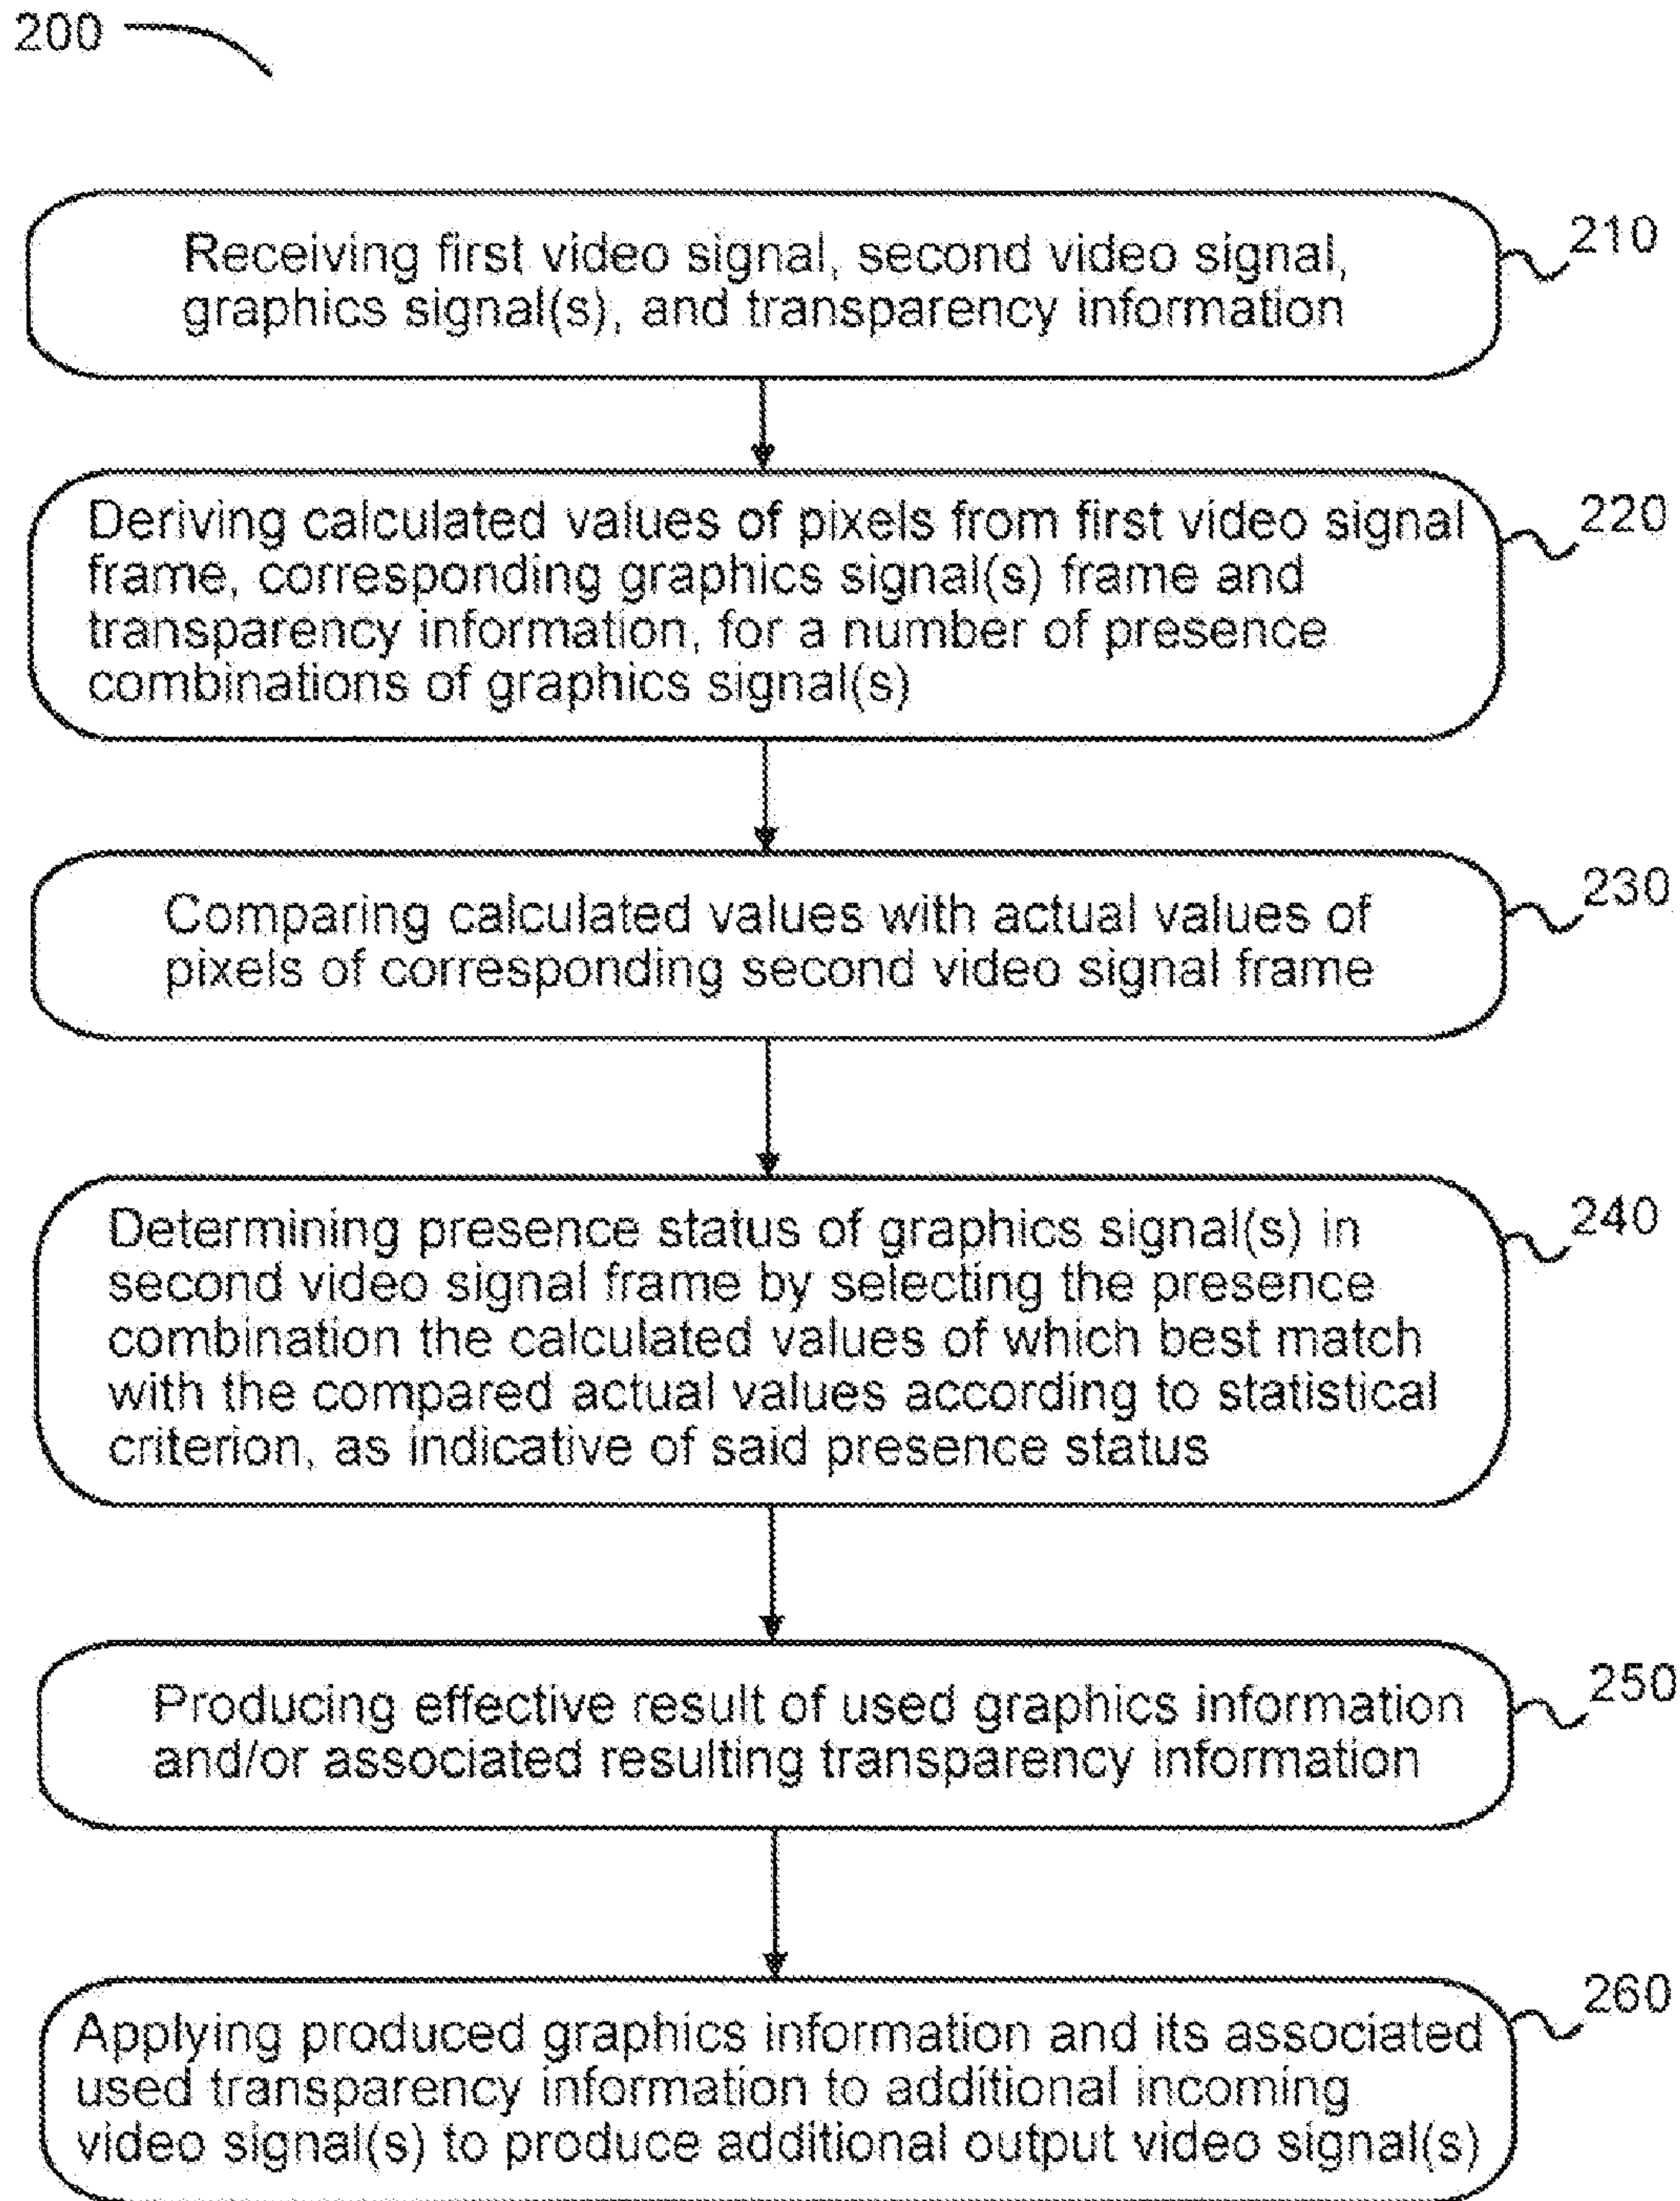 200
Receiving first video signal, second video signal,
graphics signal(s), and transparency information
210
Deriving calculated values of pixels from first video signal
frame, corresponding graphics signal(s) frame and
transparency information, for a number of presence
combinations of graphics signal(s)
220
Comparing calculated values with actual values of
pixels of corresponding second video signal frame
230
Determining presence status of graphics signal(s) in
second video signal frame by selecting the presence
combination the calculated values of which best match
with the compared actual values according to statistical
criterion, as indicative of said presence status
240
Producing effective result of used graphics information
and/or associated resulting transparency information
250
Applying produced graphics information and its associated
used transparency information to additional incoming
video signal(s) to produce additional output video signal(s)
260